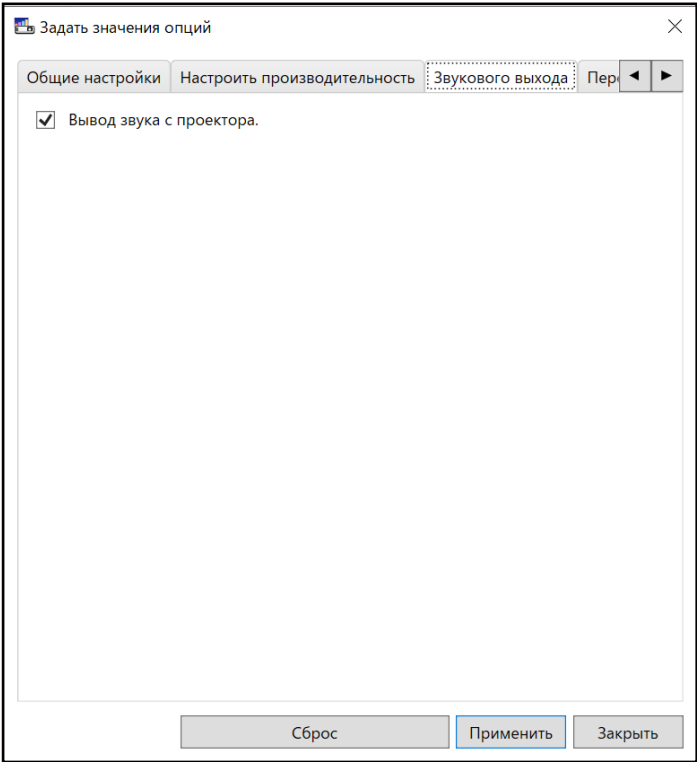 Задать значения опций
Общие настройки Настроить производительность Звукового выхода
Вывод звука с проектора.
Сброс Применить Закрыть